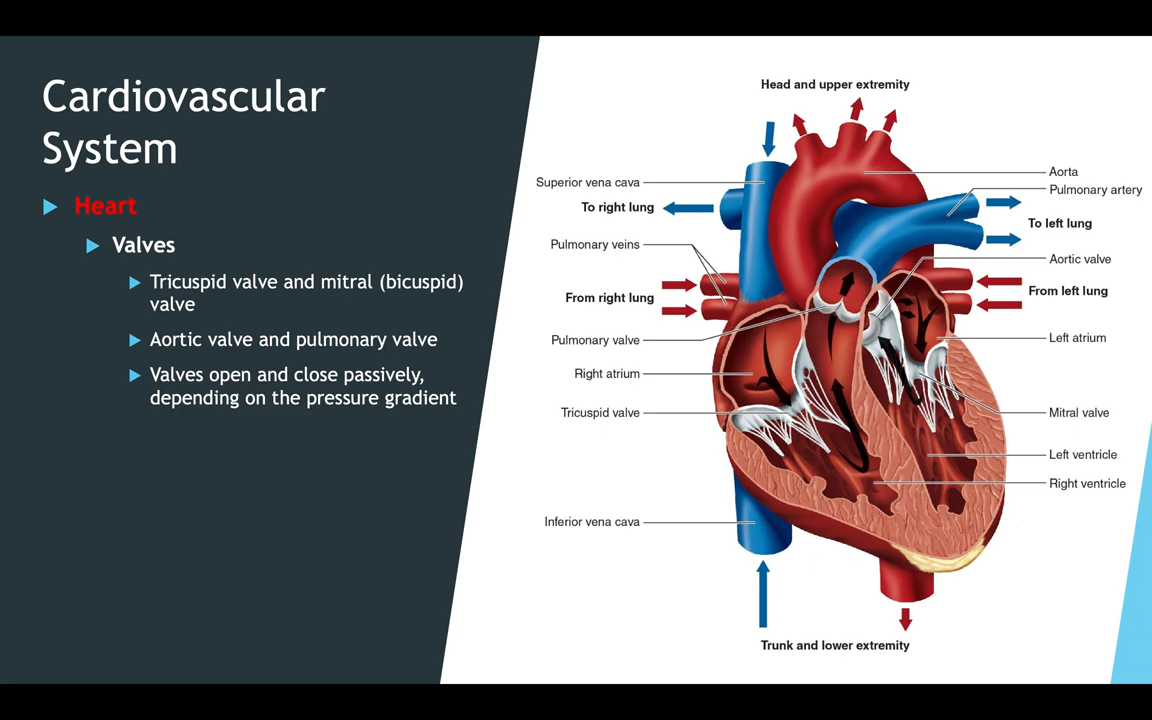 Cardiovascular
System
Heart
Valves
Tricuspid valve and mitral (bicuspid)
valve
Aortic valve and pulmonary valve
Valves open and close passively,
depending on the pressure gradient
Head and upper extremity
Superior vena cava
To right lung
Pulmonary veins
From right lung
Pulmonary valve
Right atrium
Tricuspid valve
Inferior vena cava
Aorta
Pulmonary artery
To left lung
Aortic valve
From left lung
Left atrium
Mitral valve
Left ventricle
Right ventricle
Trunk and lower extremity